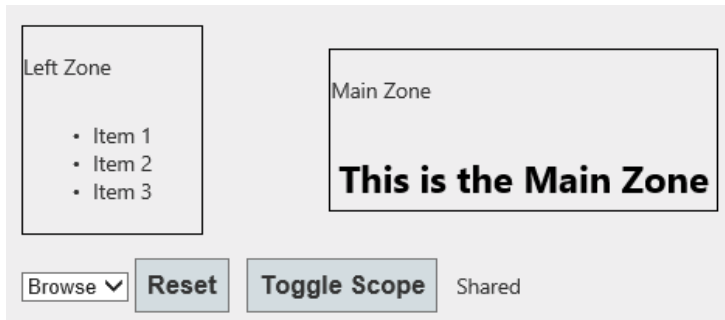 Left Zone
• Item 1
• Item 2
• Item 3
Main Zone
This is the Main Zone
Browse Reset Toggle Scope Shared